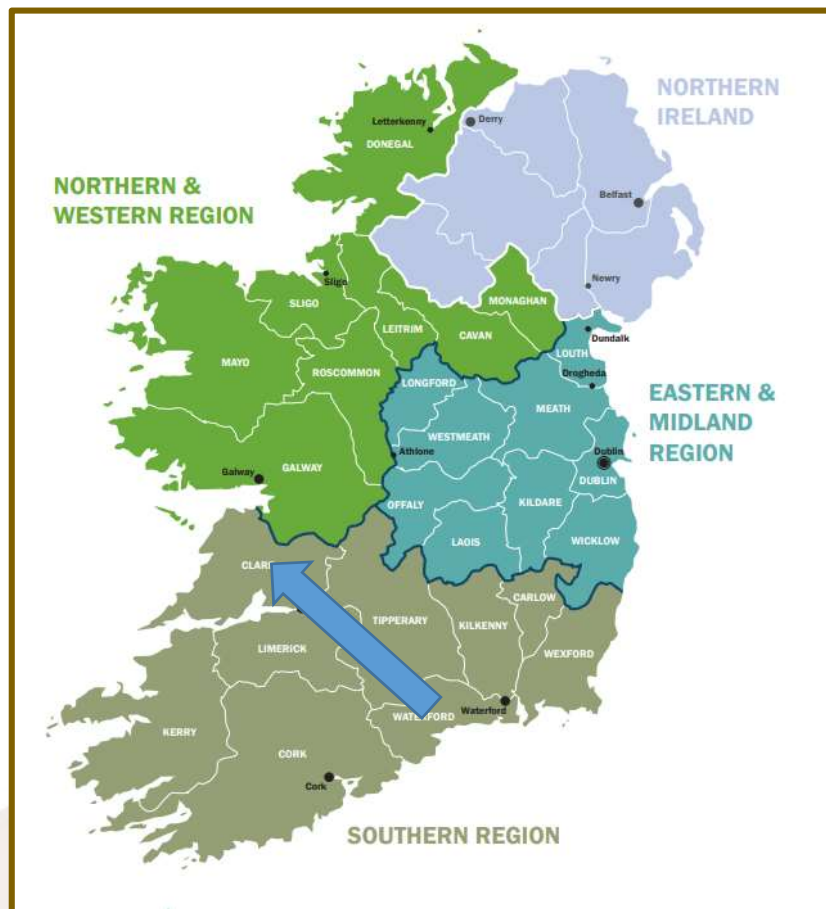 NORTHERN
IRELAND
Letterkenny
Derry
DONEGAL
NORTHERN &
WESTERN REGION
Belfast
Sligo
Newry
MONAGHAN
SLIGO
LEITRIM
CAVAN
Dundalk
LOUTH
MAYO
ROSCOMMON
LONGFORD
Drogheda
EASTERN &
MIDLAND
REGION
MEATH
WESTMEATH
Athlone
Dublin
Galway
GALWAY
DUBLIN
OFFALY
KILDARE
LAOIS
WICKLOW
CARLOW
TIPPERARY
KILKENNY
LIMERICK
WEXFORD
Waterford
WATERFORD
KERRY
CORK
Cork
SOUTHERN REGION